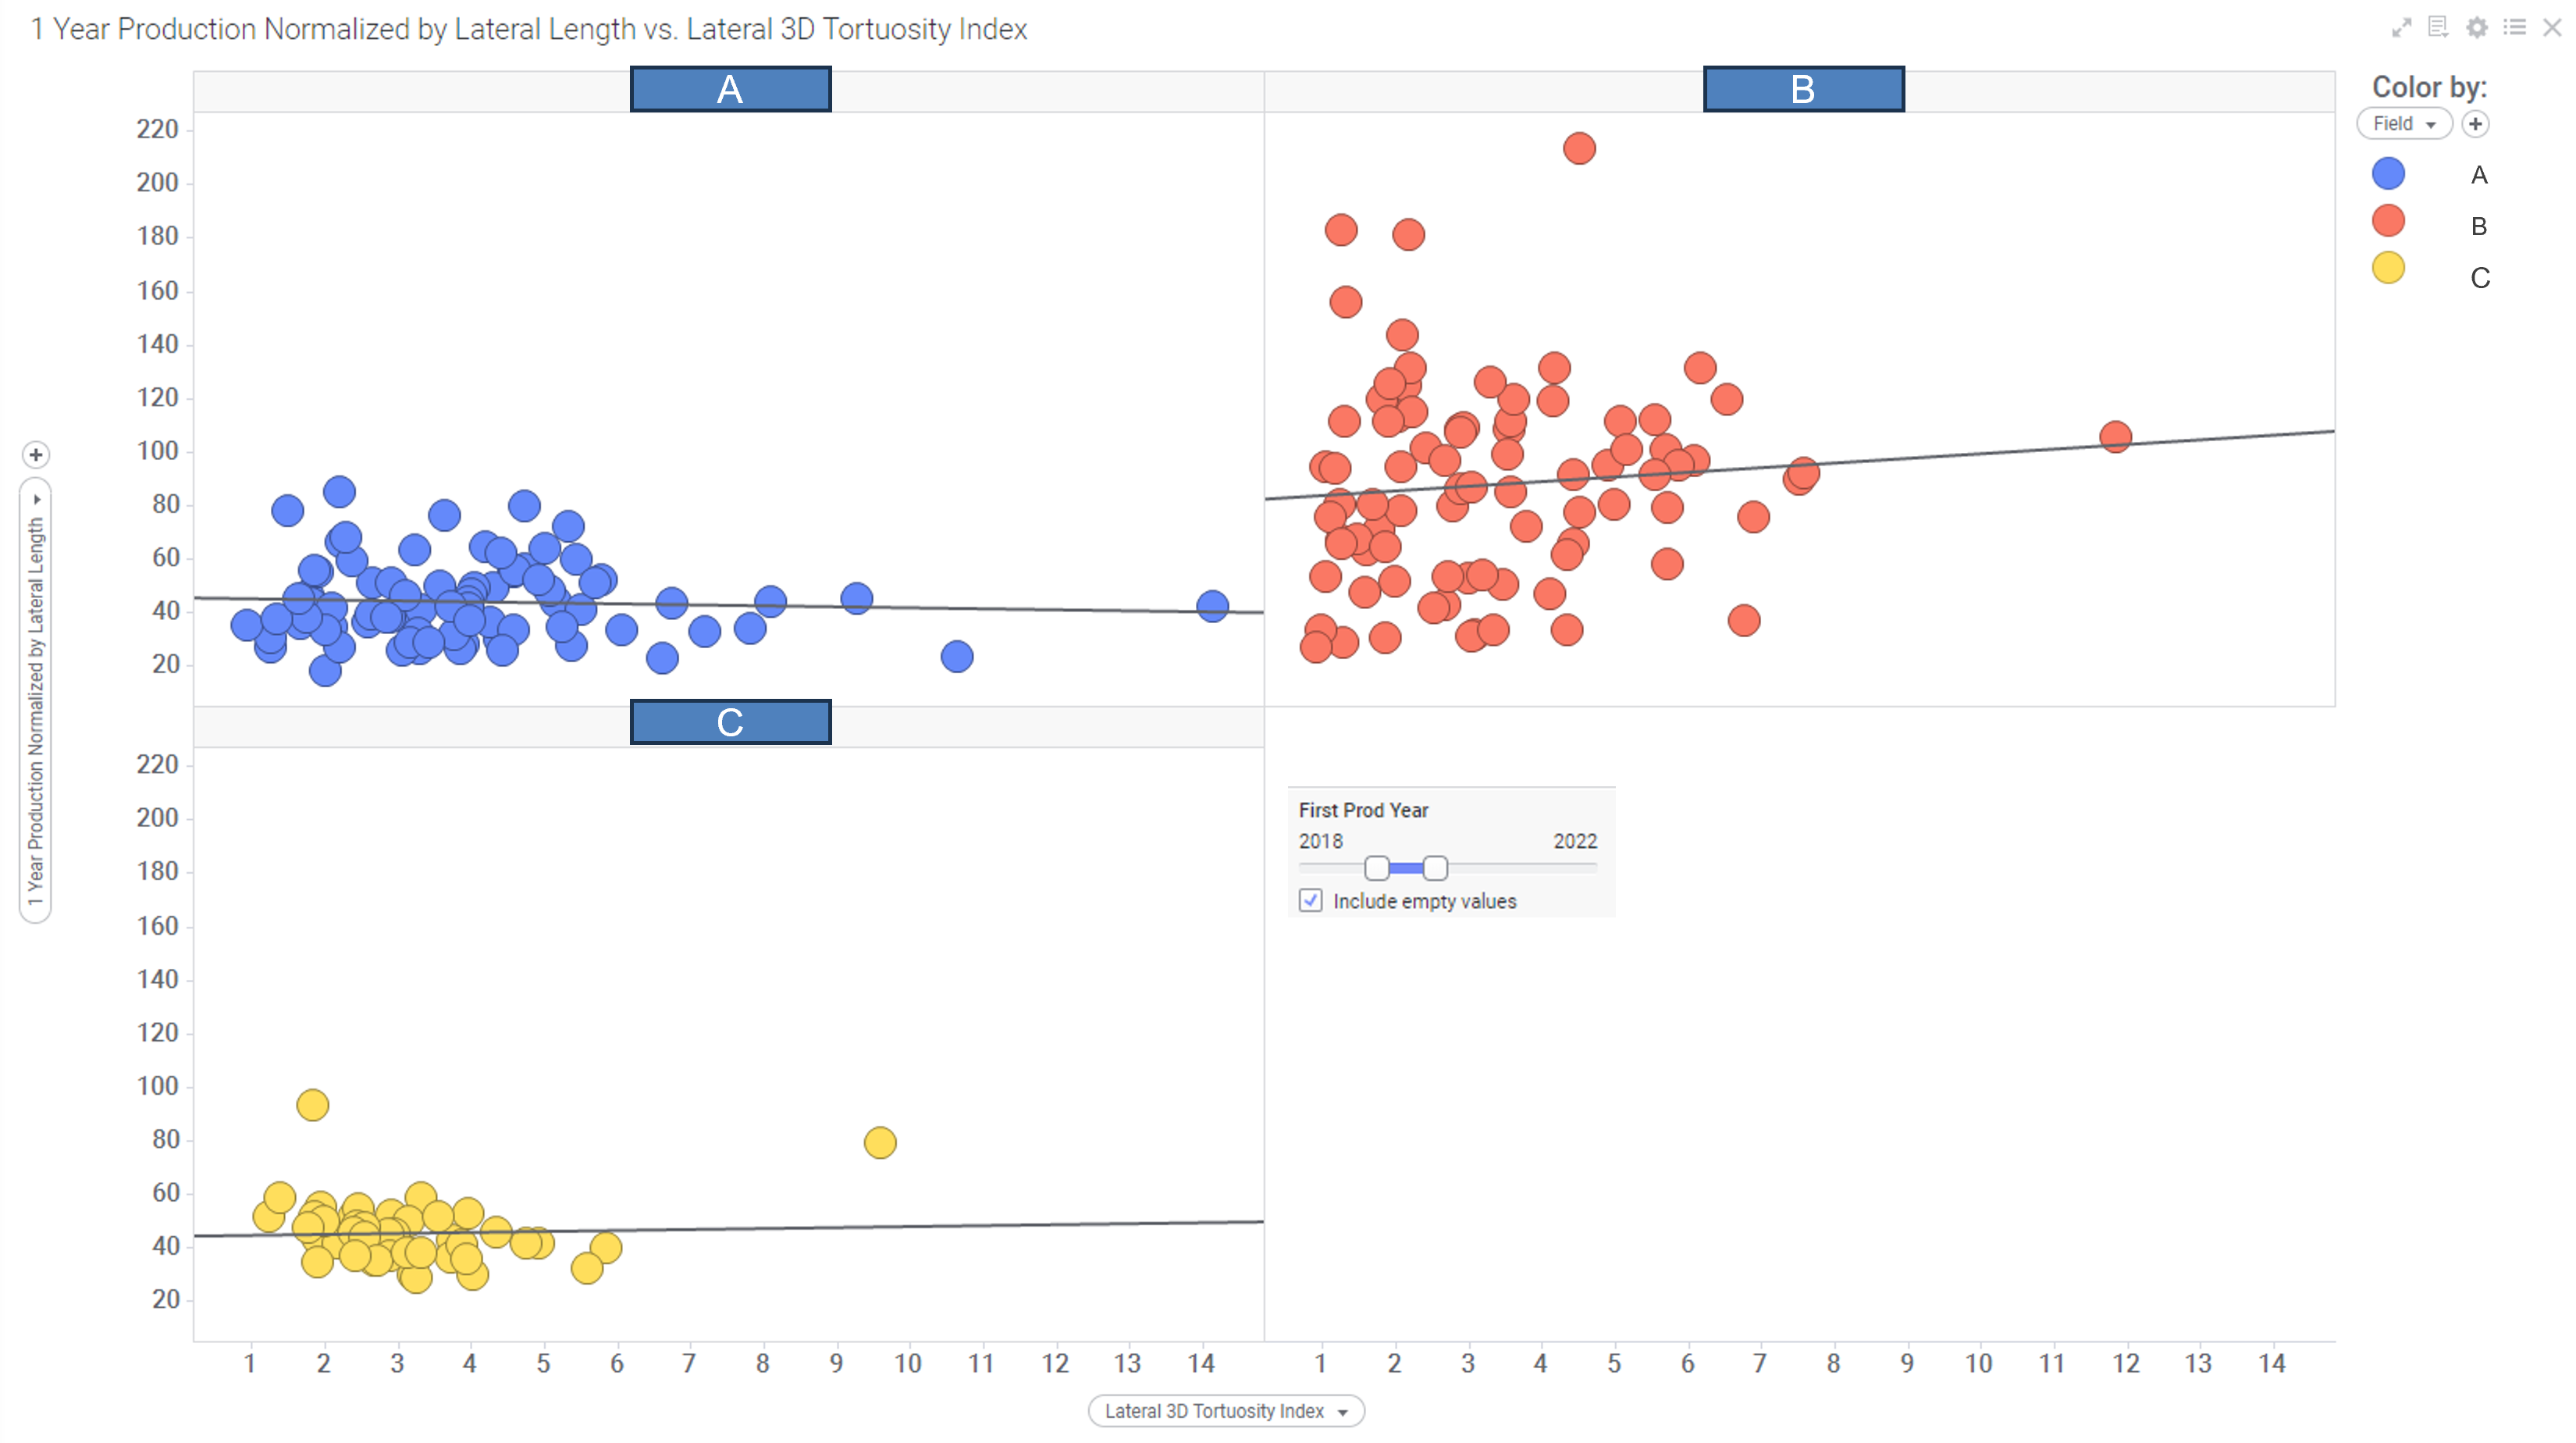 1 Year Production Normalized by Lateral Length vs. Lateral 3D Tortuosity Index
A
B
Color by:
Field
A
B
C
220
200
180
160
140
120
100
80
60
40
20
1 Year Production Normalized by Lateral Length
C
220
200
180
160
140
120
100
80
60
40
20
First Prod Year
2018 2022
Include empty values
1 2 3 4 5 6 7 8 9 10 11 12 13 14 1 2 3 4 5 6 7 8 9 10 11 12 13 14
Lateral 3D Tortuosity Index